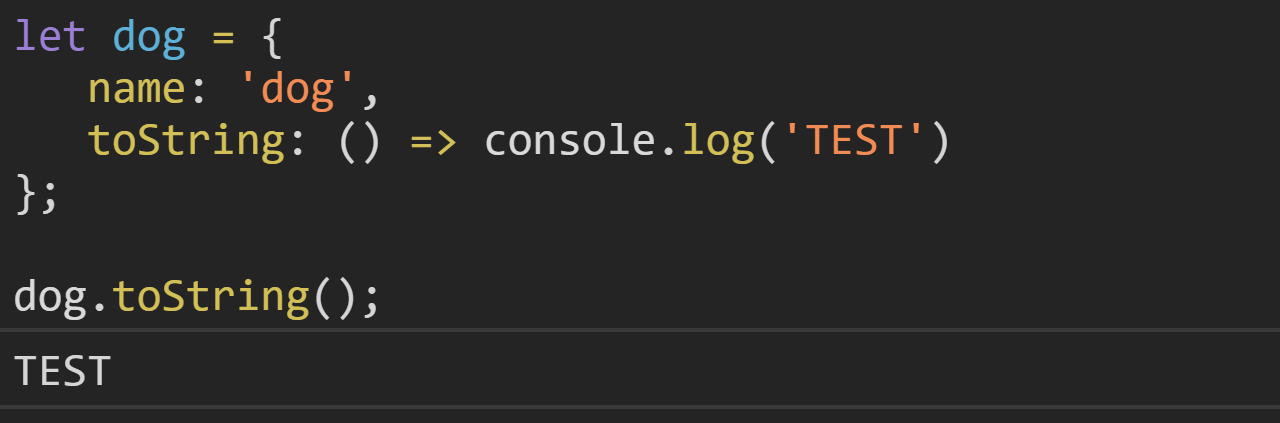 let dog = {
   name: 'dog',
   toString: () => console.log('TEST')
};
dog.toString();
TEST